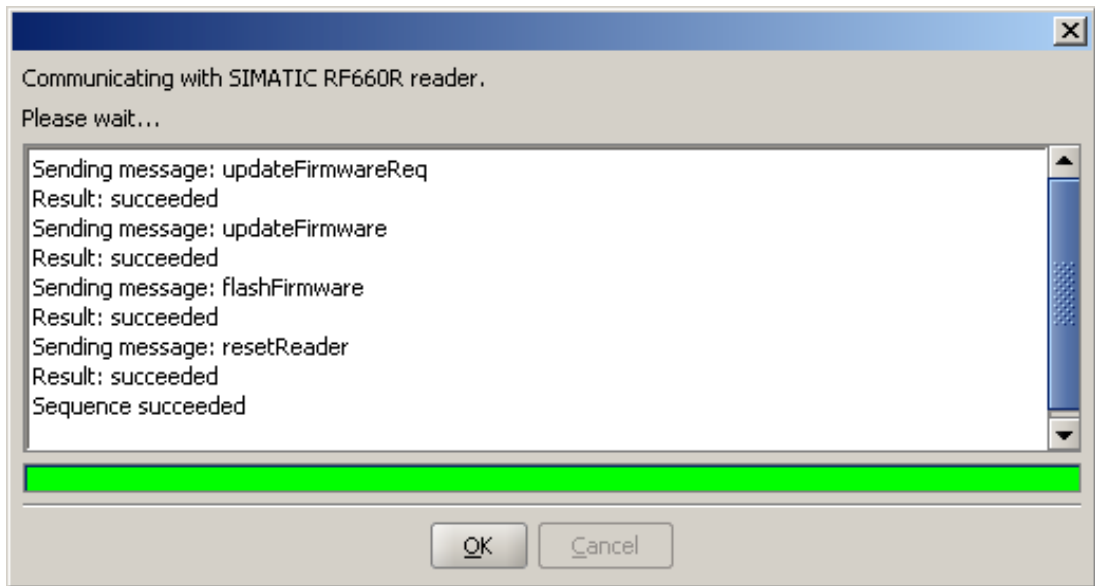 Communicating with SIMATIC RF660R reader.
Please wait...
Sending message: updateFirmwareReq
Result: succeeded
Sending message: updateFirmware
Result: succeeded
Sending message: flashFirmware
Result: succeeded
Sending message: resetReader
Result: succeeded
Sequence succeeded
OK
Cancel